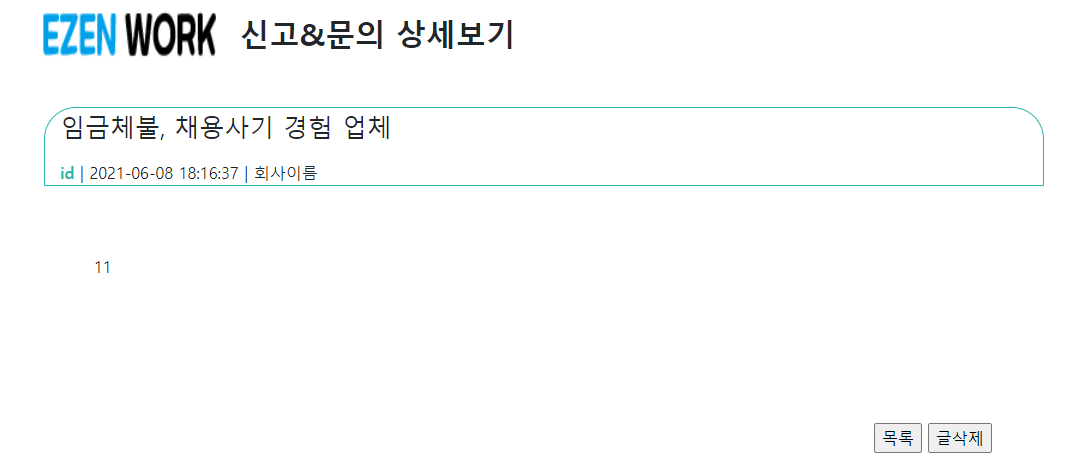 EZEN WORK 신고&문의 상세보기
임금체불, 채용사기 경험 업체
id | 2021-06-08 18:16:37 | 회사이름
11
목록 글삭제